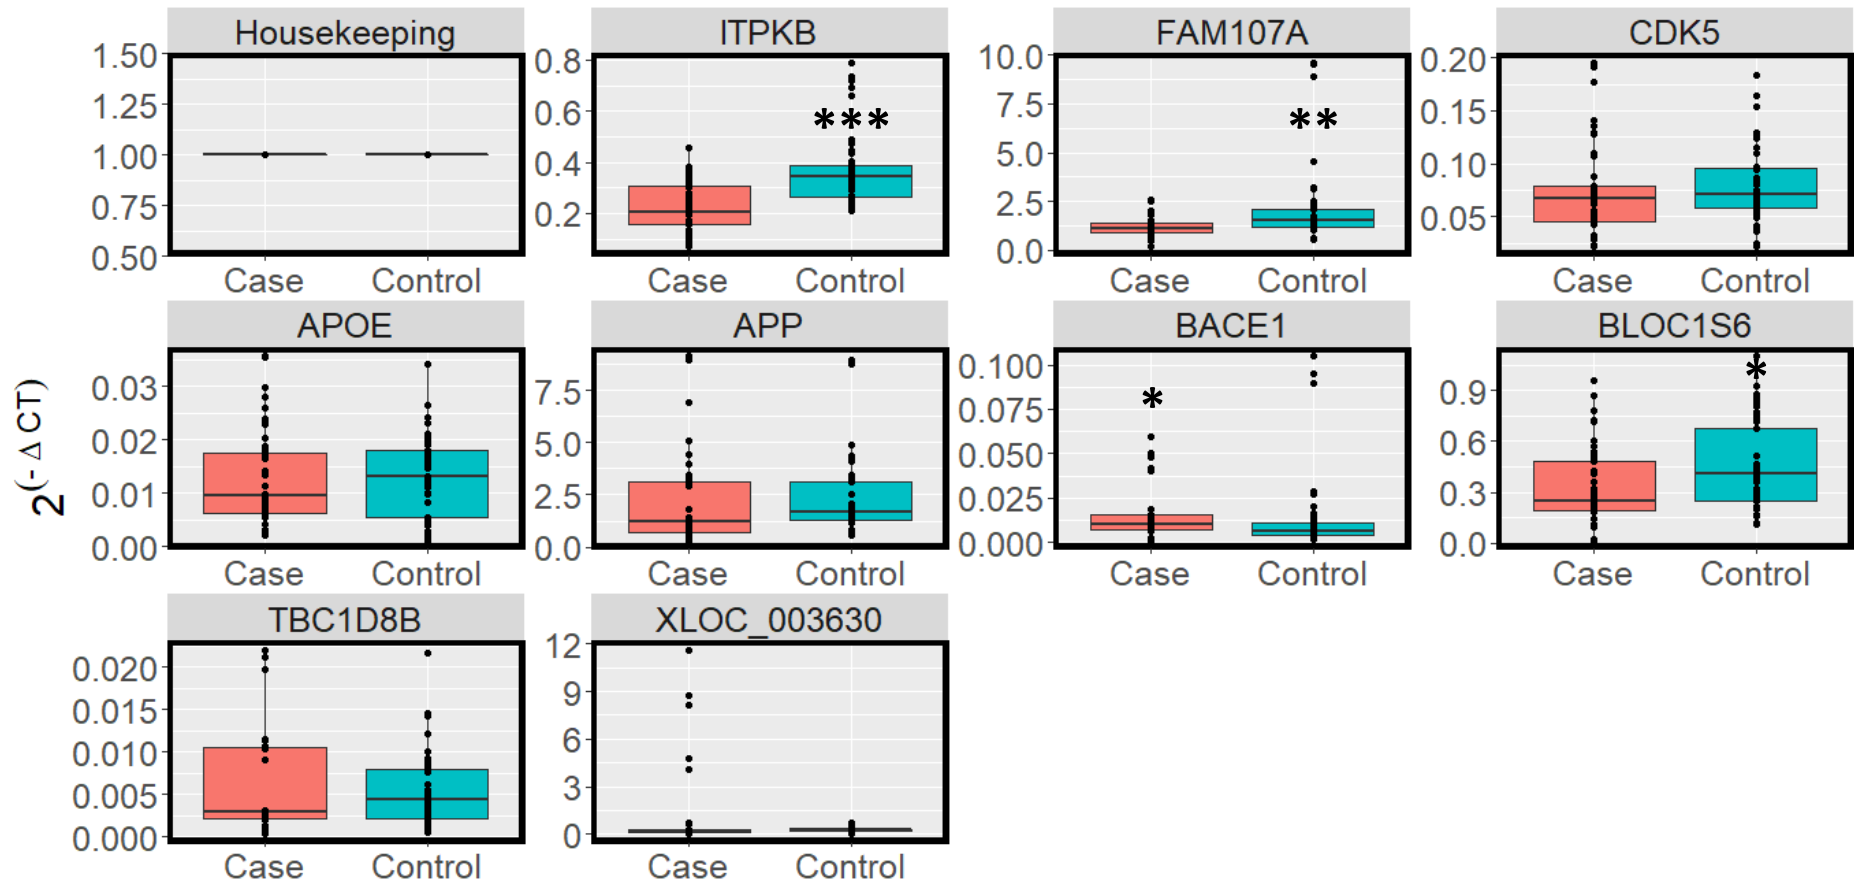 Housekeeping ITPKB FAM107A CDK5
1.50 0.8 10.0 0.20
1.25 0.6 *** 7.5 ** 0.15
1.00 0.4 5.0 0.10
0.75 0.2 2.5 0.05
0.50 0.0
Case Control Case Control Case Control Case Control
APOE APP BACE1 BLOC1S6
0.03 7.5 0.100 * 0.9 *
0.02 5.0 0.075 0.6
0.01 2.5 0.050 0.3
0.00 0.0 0.025 0.0
0.000
2^(- Δ CT)
Case Control Case Control Case Control Case Control
TBC1D8B XLOC_003630
0.020 12
0.015 9
0.010 6
0.005 3
0.000 0
Case Control Case Control